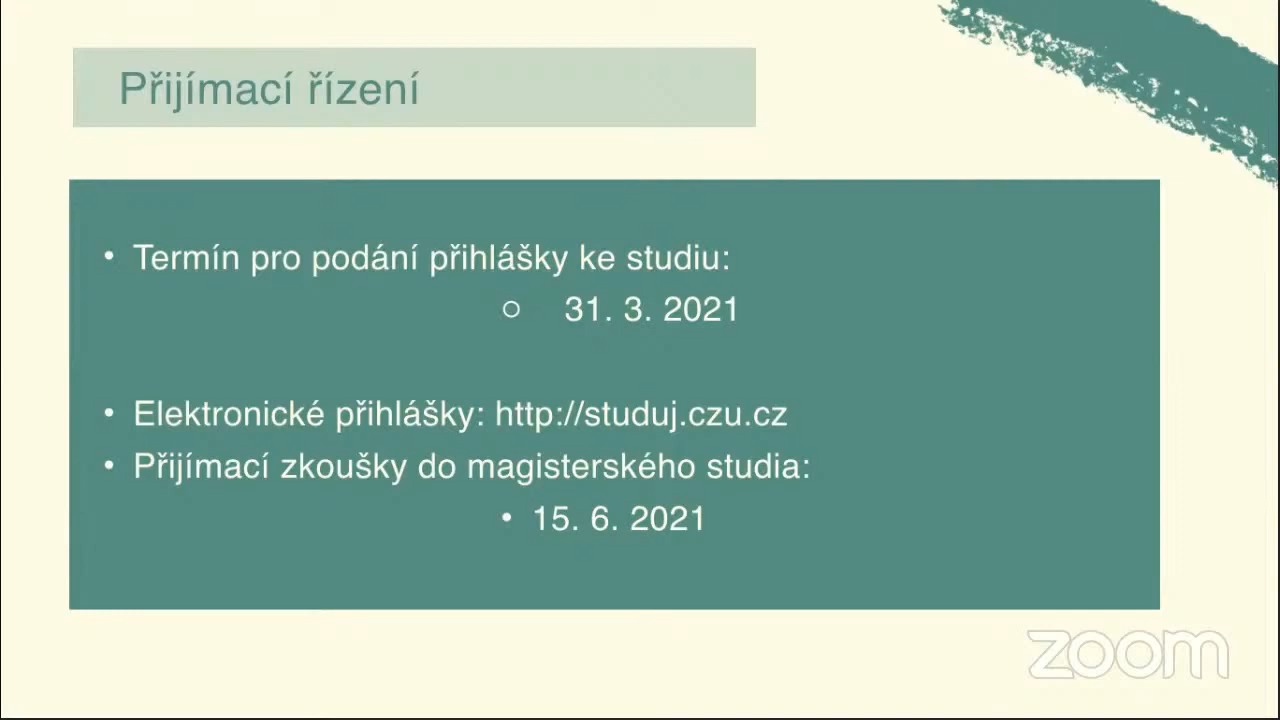 Přijímací řízení
• Termín pro podání přihlášky ke studiu:
○ 31. 3. 2021
• Elektronické přihlášky: http://studuj.czu.cz
• Přijímací zkoušky do magisterského studia:
• 15. 6. 2021
zoom